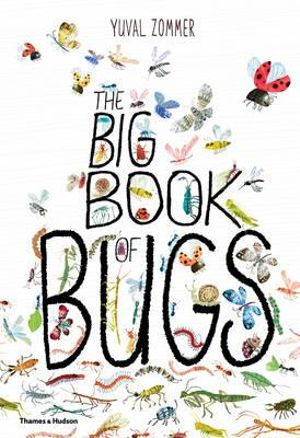 YUVAL ZOMMER
THE
BIG
BOOK
OF
BUGS
Thames & Hudson